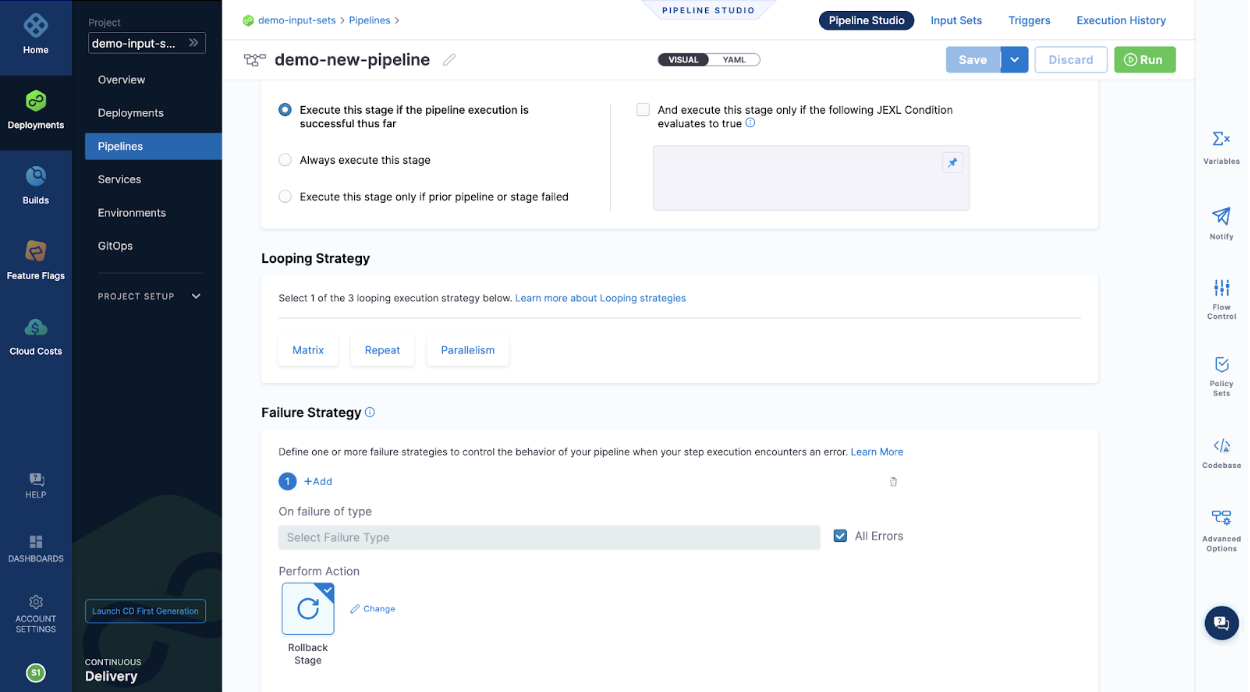 Home
Deployments
Builds
Feature Flags
Cloud Costs
HELP
DASHBOARDS
ACCOUNT
SETTINGS
S1
Project
demo-input-s...
Overview
Deployments
Pipelines
Services
Environments
GitOps
PROJECT SETUP
Launch CD First Generation
CONTINUOUS
Delivery
demo-input-sets > Pipelines >
PIPELINE STUDIO
Pipeline Studio
Input Sets
Triggers
Execution History
demo-new-pipeline
VISUAL
YAML
Save
Discard
Run
Execute this stage if the pipeline execution is
successful thus far
Always execute this stage
Execute this stage only if prior pipeline or stage failed
And execute this stage only if the following JEXL Condition
evaluates to true
Looping Strategy
Select 1 of the 3 looping execution strategy below. Learn more about Looping strategies
Matrix
Repeat
Parallelism
Failure Strategy
Define one or more failure strategies to control the behavior of your pipeline when your step execution encounters an error. Learn More
1
+Add
On failure of type
Select Failure Type
All Errors
Perform Action
Change
Rollback
Stage
Variables
Notify
Flow
Control
Policy
Sets
Codebase
Advanced
Options